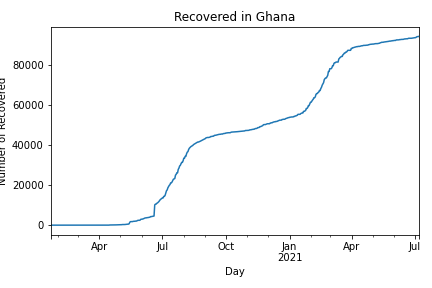 Recovered in Ghana
Number of Recovered
80000
60000
40000
20000
0
Apr
Jul
Oct
Jan
2021
Apr
Jul
Day